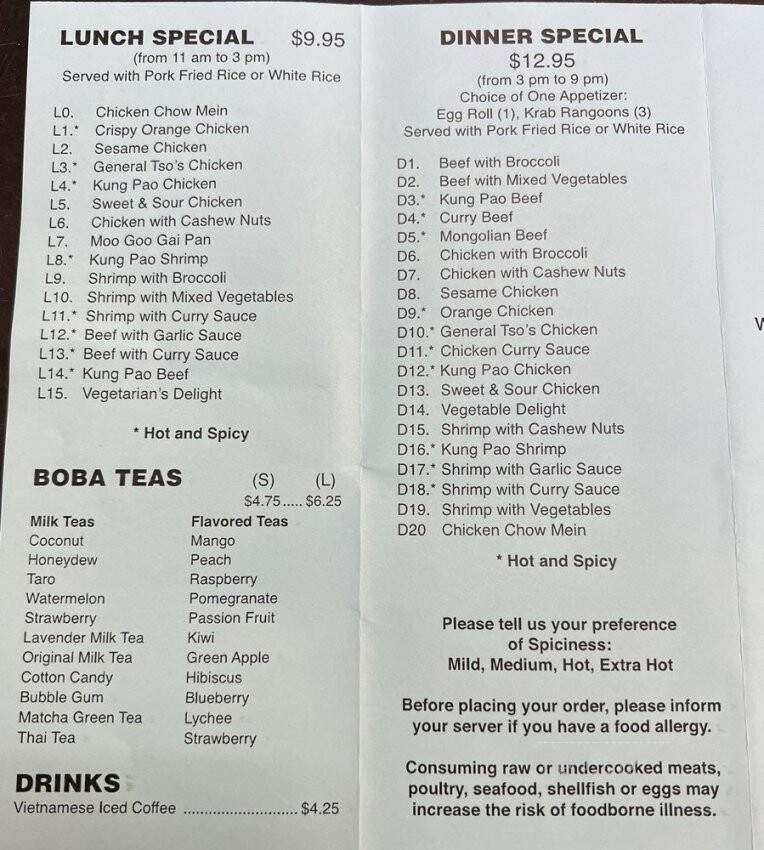 LUNCH SPECIAL $9.95
(from 11 am to 3 pm)
Served with Pork Fried Rice or White Rice
L0. Chicken Chow Mein
L1.* Crispy Orange Chicken
L2. Sesame Chicken
L3.* General Tso's Chicken
L4.* Kung Pao Chicken
L5. Sweet & Sour Chicken
L6. Chicken with Cashew Nuts
L7. Moo Goo Gai Pan
L8.* Kung Pao Shrimp
L9. Shrimp with Broccoli
L10. Shrimp with Mixed Vegetables
L11.* Shrimp with Curry Sauce
L12.* Beef with Garlic Sauce
L13.* Beef with Curry Sauce
L14.* Kung Pao Beef
L15. Vegetarian's Delight
* Hot and Spicy
BOBA TEAS (S) (L)
$4.75..... $6.25
Milk Teas Flavored Teas
Coconut Mango
Honeydew Peach
Taro Raspberry
Watermelon Pomegranate
Strawberry Passion Fruit
Lavender Milk Tea Kiwi
Original Milk Tea Green Apple
Cotton Candy Hibiscus
Bubble Gum Blueberry
Matcha Green Tea Lychee
Thai Tea Strawberry
DRINKS
Vietnamese Iced Coffee ........................... $4.25
DINNER SPECIAL
$12.95
(from 3 pm to 9 pm)
Choice of One Appetizer:
Egg Roll (1), Krab Rangoons (3)
Served with Pork Fried Rice or White Rice
D1. Beef with Broccoli
D2. Beef with Mixed Vegetables
D3.* Kung Pao Beef
D4.* Curry Beef
D5.* Mongolian Beef
D6. Chicken with Broccoli
D7. Chicken with Cashew Nuts
D8. Sesame Chicken
D9.* Orange Chicken
D10.* General Tso's Chicken
D11.* Chicken Curry Sauce
D12.* Kung Pao Chicken
D13. Sweet & Sour Chicken
D14. Vegetable Delight
D15. Shrimp with Cashew Nuts
D16.* Kung Pao Shrimp
D17.* Shrimp with Garlic Sauce
D18.* Shrimp with Curry Sauce
D19. Shrimp with Vegetables
D20 Chicken Chow Mein
* Hot and Spicy
Please tell us your preference
of Spiciness:
Mild, Medium, Hot, Extra Hot
Before placing your order, please inform
your server if you have a food allergy.
Consuming raw or undercooked meats,
poultry, seafood, shellfish or eggs may
increase the risk of foodborne illness.